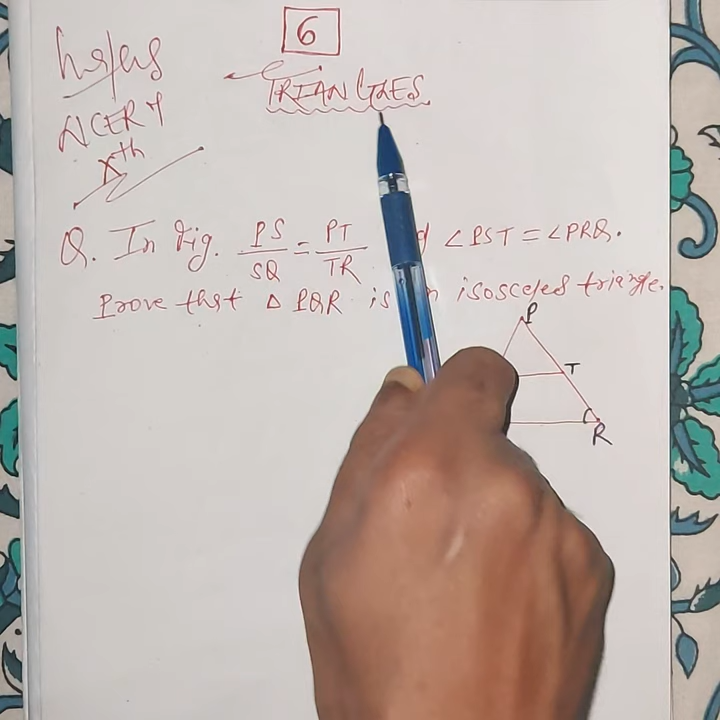 6
TRIANGLES
NCERT
Xth
Q. In fig. PS/SQ = PT/TR ∠PST = ∠PRQ.
Prove that Δ PQR is isosceles triangle.
P
T
R